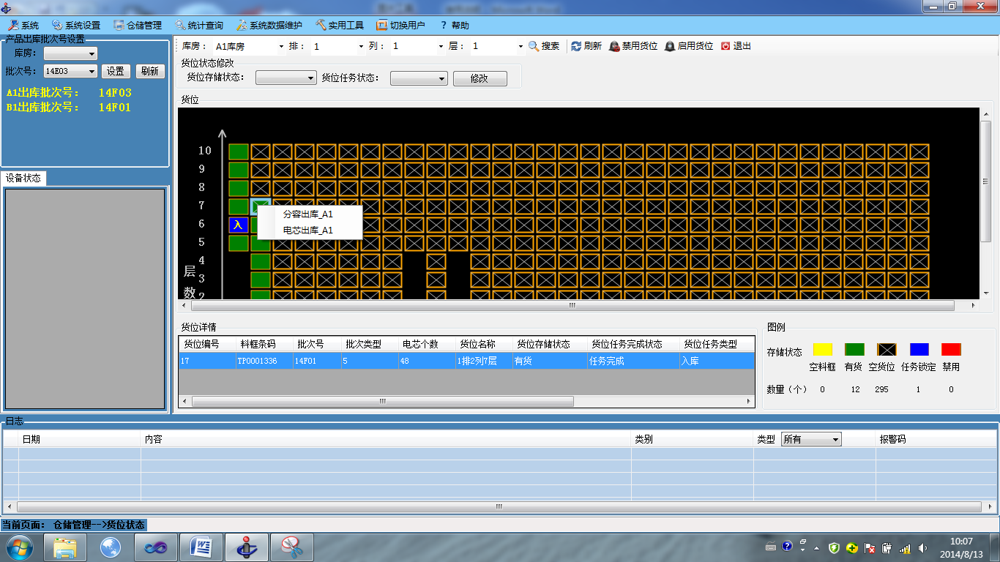 系统 系统设置 仓储管理 统计查询 系统数据维护 实用工具 切换用户 ? 帮助
产品出库批次号设置
库房：
批次号： 14E03 设置 刷新
A1出库批次号： 14F03
B1出库批次号： 14F01
设备状态
库房： A1库房 排： 1 列： 1 层： 1 搜索 刷新 禁用货位 启用货位 退出
货位状态修改
货位存储状态： 货位任务状态： 修改
货位
10
9
8
7
6 入
5
4
3
2
层
数
分容出库_A1
电芯出库_A1
货位详情
货位编号 料框条码 批次号 批次类型 电芯个数 货位名称 货位存储状态 货位任务完成状态 货位任务类型
17 TP0001336 14F01 5 48 1排2列7层 有货 任务完成 入库
图例
存储状态
空料框 有货 空货位 任务锁定 禁用
数量（个） 0 12 295 1 0
日志
日期 内容 类别 类型 所有 报警码
当前页面： 仓储管理-->货位状态
10:07
2014/8/13